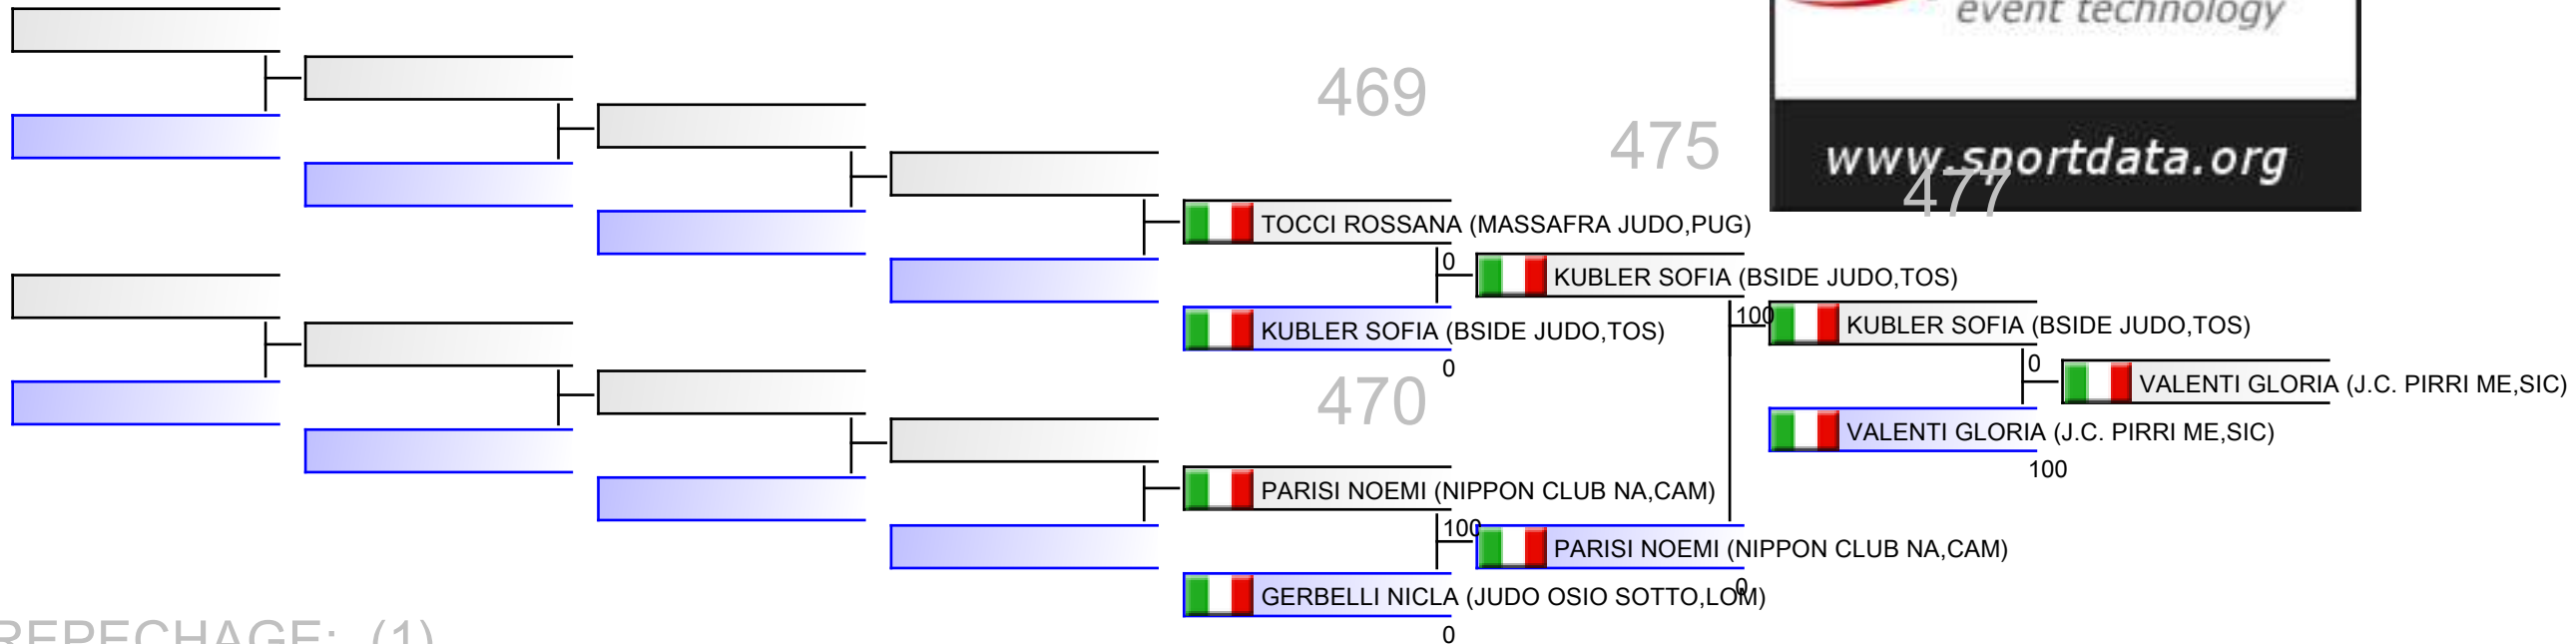 event technology
469
475
www.sportdata.org
477
TOCCI ROSSANA (MASSAFRA JUDO,PUG)
0
KUBLER SOFIA (BSIDE JUDO,TOS)
100
KUBLER SOFIA (BSIDE JUDO,TOS)
KUBLER SOFIA (BSIDE JUDO,TOS)
0
0
VALENTI GLORIA (J.C. PIRRI ME,SIC)
470
VALENTI GLORIA (J.C. PIRRI ME,SIC)
100
PARISI NOEMI (NIPPON CLUB NA,CAM)
100
PARISI NOEMI (NIPPON CLUB NA,CAM)
0
GERBELLI NICLA (JUDO OSIO SOTTO,LOM)
0
REPECHAGE: (1)